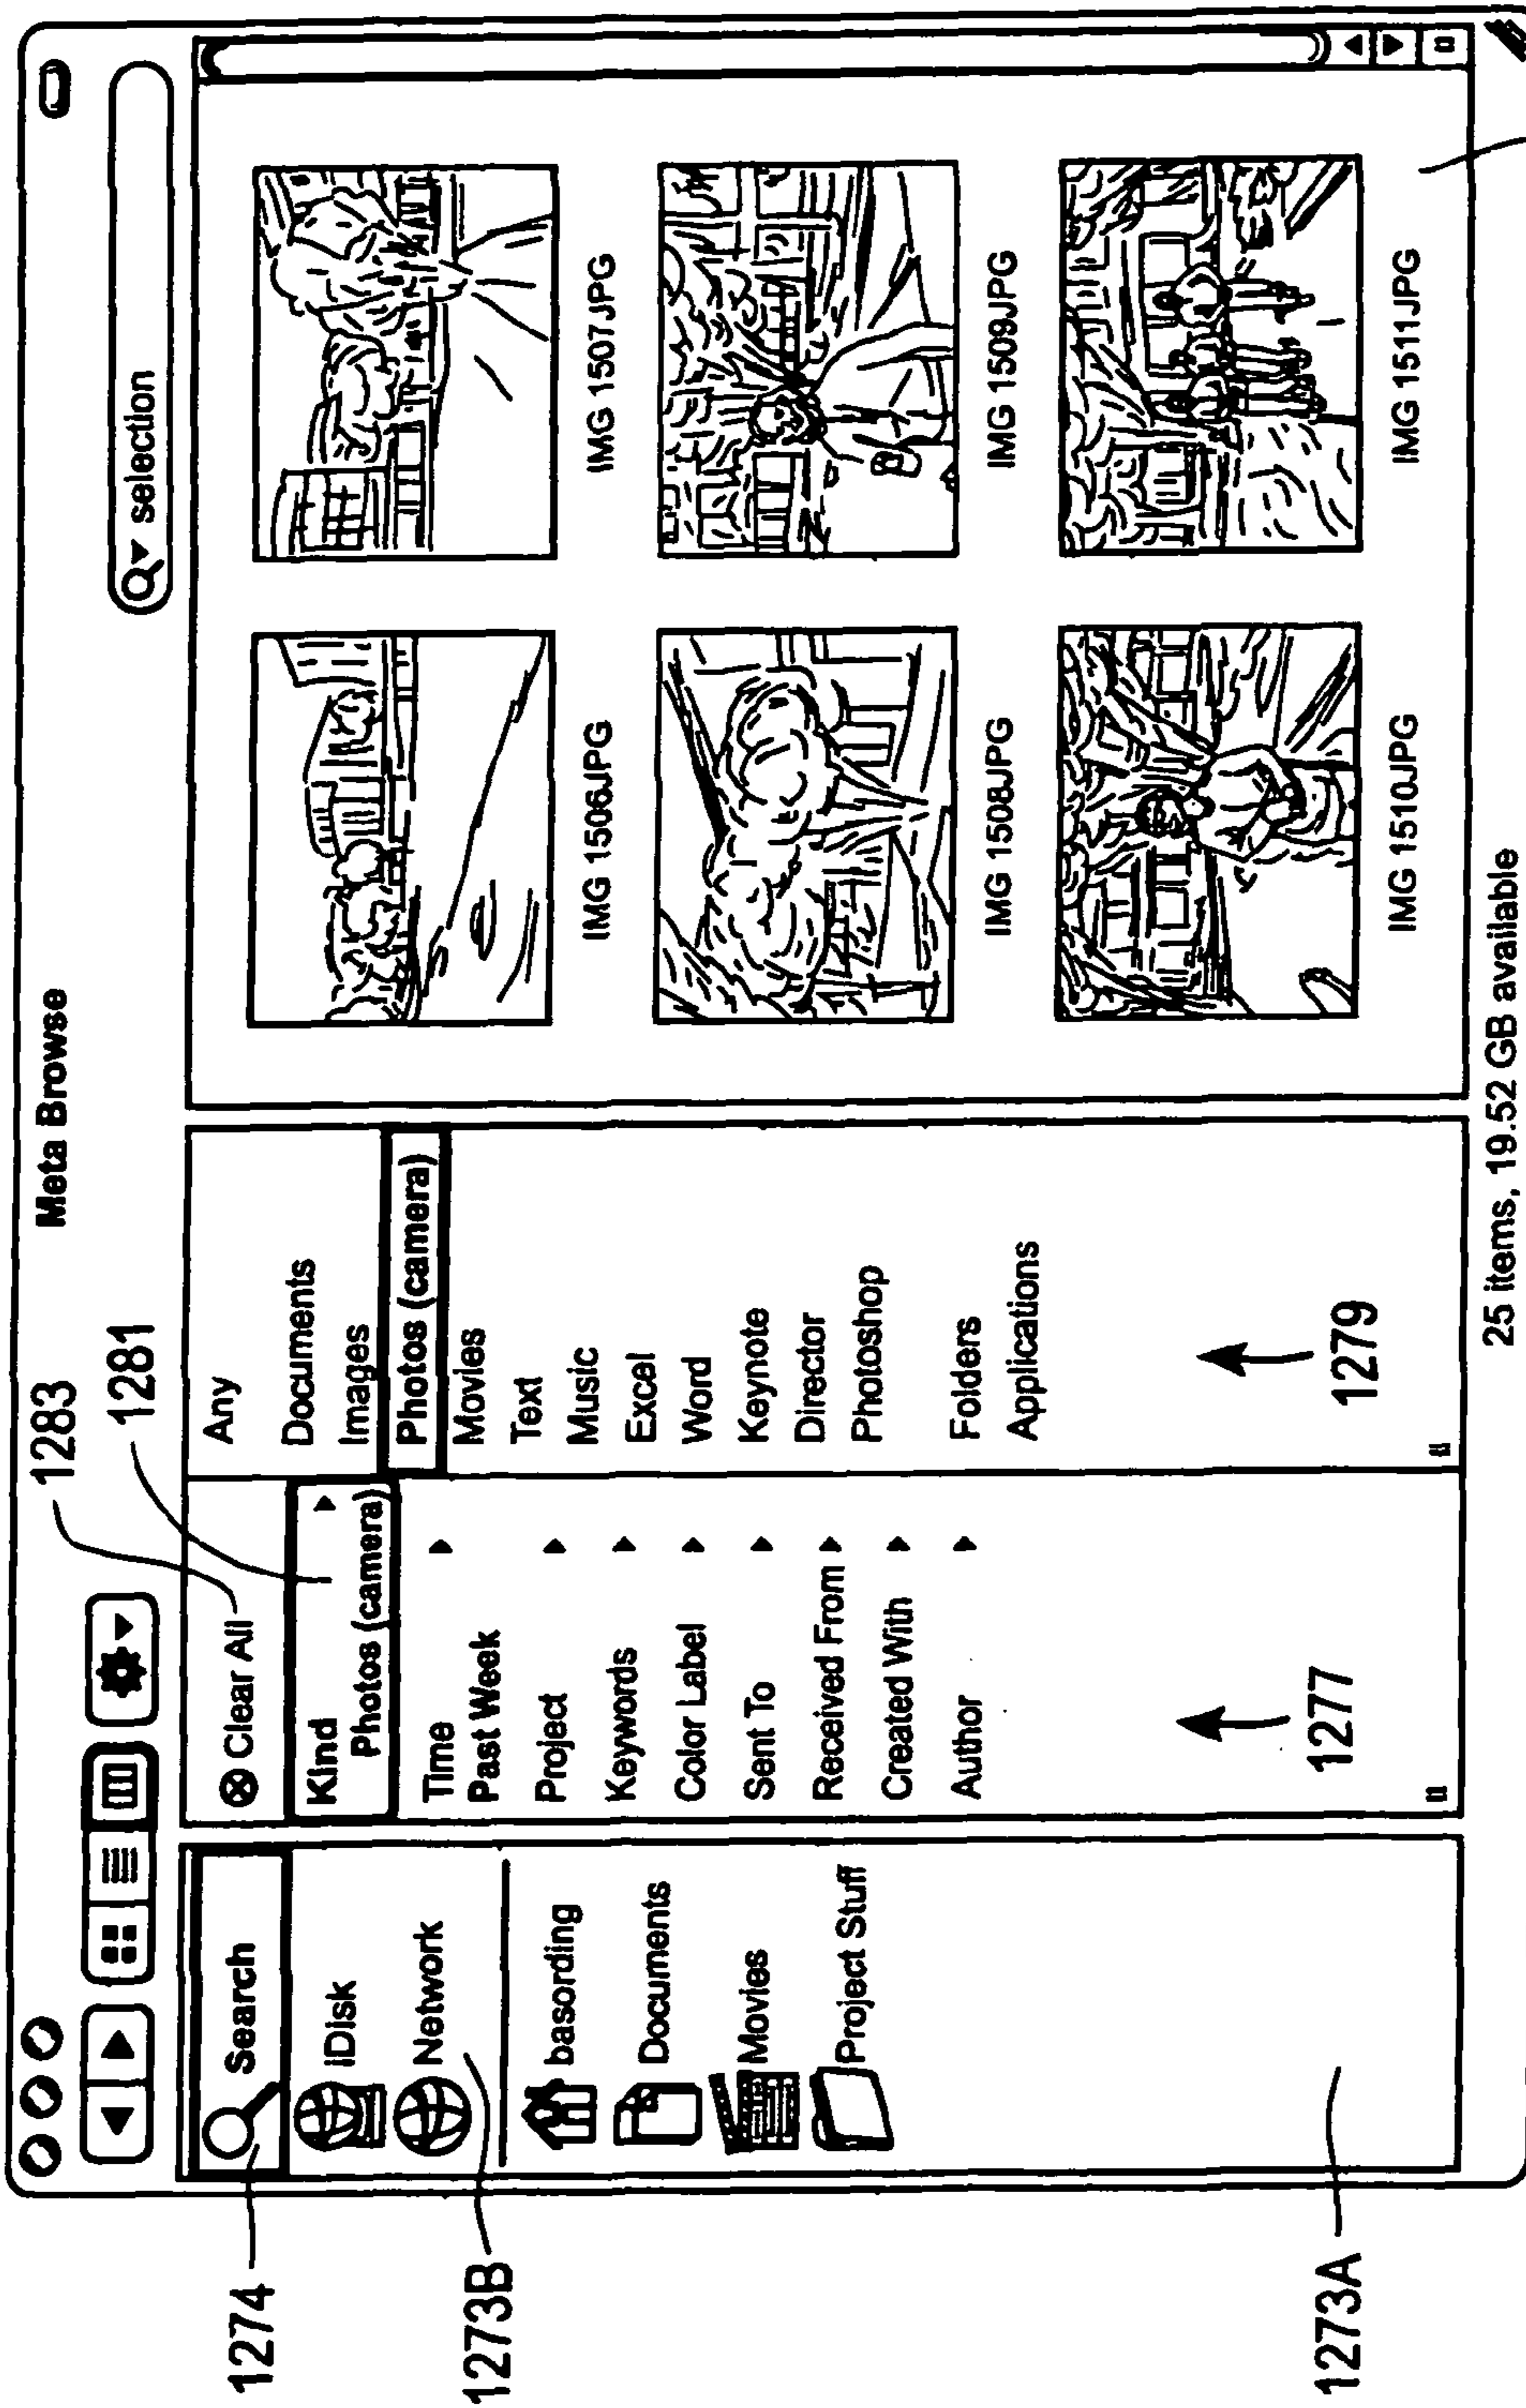 Meta Browse
1283
1281
selection
1274
Search
iDisk
Network
1273B
basording
Documents
Movies
Project Stuff
1273A
Clear All
Kind
Photos (camera)
Time
Past Week
Project
Keywords
Color Label
Sent To
Received From
Created With
Author
1277
Any
Documents
Images
Photos (camera)
Movies
Text
Music
Excel
Word
Keynote
Director
Photoshop
Folders
Applications
1279
IMG 1506JPG
IMG 1507JPG
IMG 1508JPG
IMG 1509JPG
IMG 1510JPG
IMG 1511JPG
25 items, 19.52 GB available